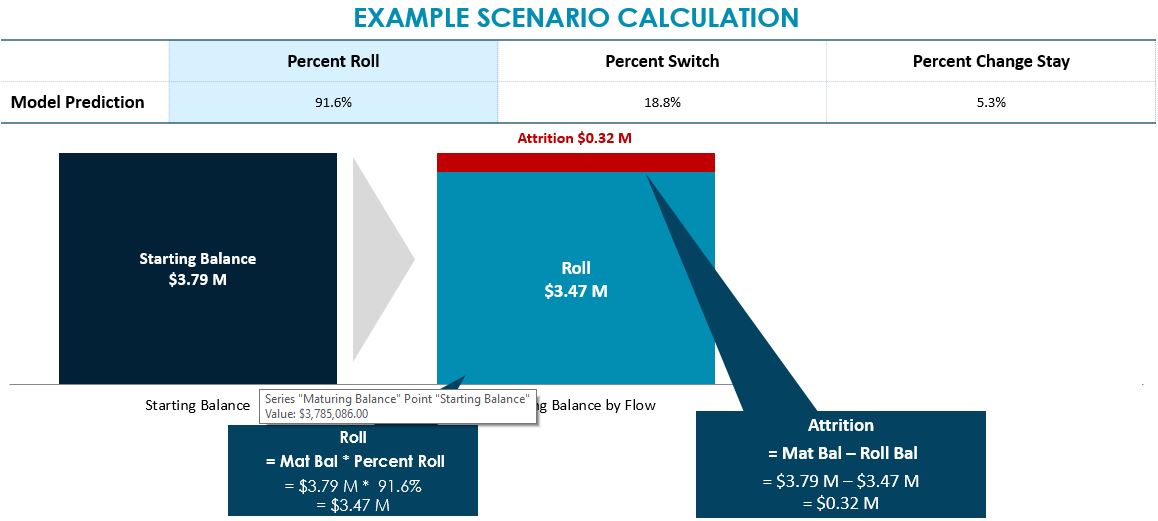 EXAMPLE SCENARIO CALCULATION
Percent Roll Percent Switch Percent Change Stay
Model Prediction 91.6% 18.8% 5.3%
Attrition $0.32 M
Starting Balance
$3.79 M
Roll
$3.47 M
Starting Balance
Series "Maturing Balance" Point "Starting Balance"
Value: $3,785,086.00
ng Balance by Flow
Roll
= Mat Bal * Percent Roll
= $3.79 M * 91.6%
= $3.47 M
Attrition
= Mat Bal – Roll Bal
= $3.79 M – $3.47 M
= $0.32 M